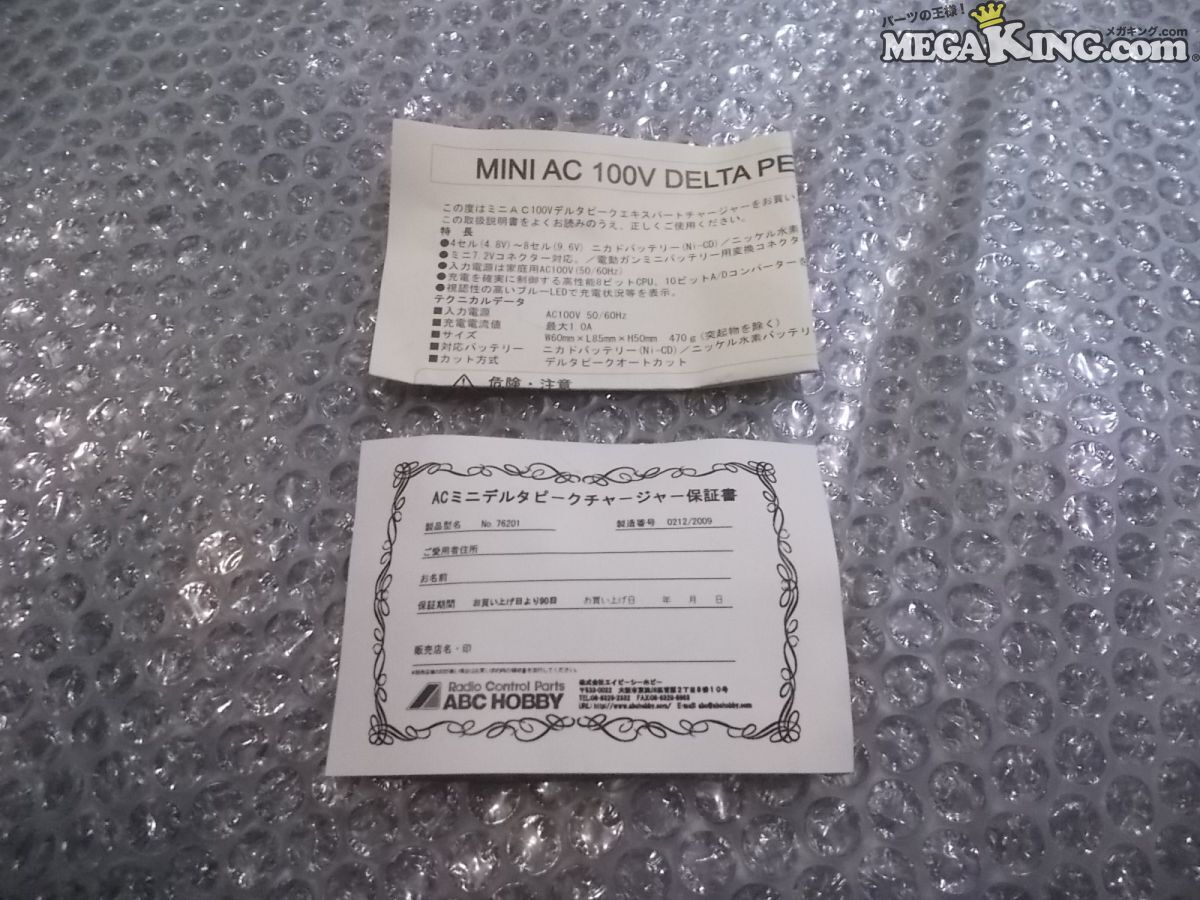 パーツの王様！
メガキング.com
MEGAKING.com
MINI AC 100V DELTA PE
この度はミニAC100Vデルタピークエキスパートチャージャーをお買い
この取扱説明書をよくお読みのうえ、正しくご使用ください。
特 長
●4セル(4.8V)～8セル(9.6V) ニカドバッテリー(Ni-CD)／ニッケル水素
●ミニ7.2Vコネクター対応。／電動ガンミニバッテリー用変換コネクタ
●入力電源は家庭用AC100V(50/60Hz)
●充電を確実に制御する高性能8ビットCPU、10ビットA/Dコンバーターを
●視認性の高いブルーLEDで充電状況等を表示。
テクニカルデータ
■入力電源 AC100V 50/60Hz
■充電電流値 最大1.0A
■サイズ W60mm×L85mm×H50mm 470g(突起物を除く)
■対応バッテリー ニカドバッテリー(Ni-CD)／ニッケル水素バッテリ
■カット方式 デルタピークオートカット
危険・注意
ACミニデルタピークチャージャー保証書
製品型名 No.76201 製造番号 0212/2009
ご愛用者住所
お名前
保証期間 お買い上げ日より90日 お買い上げ日 年 月 日
販売店名・印
Radio Control Parts
ABC HOBBY
株式会社エイビーシーホビー